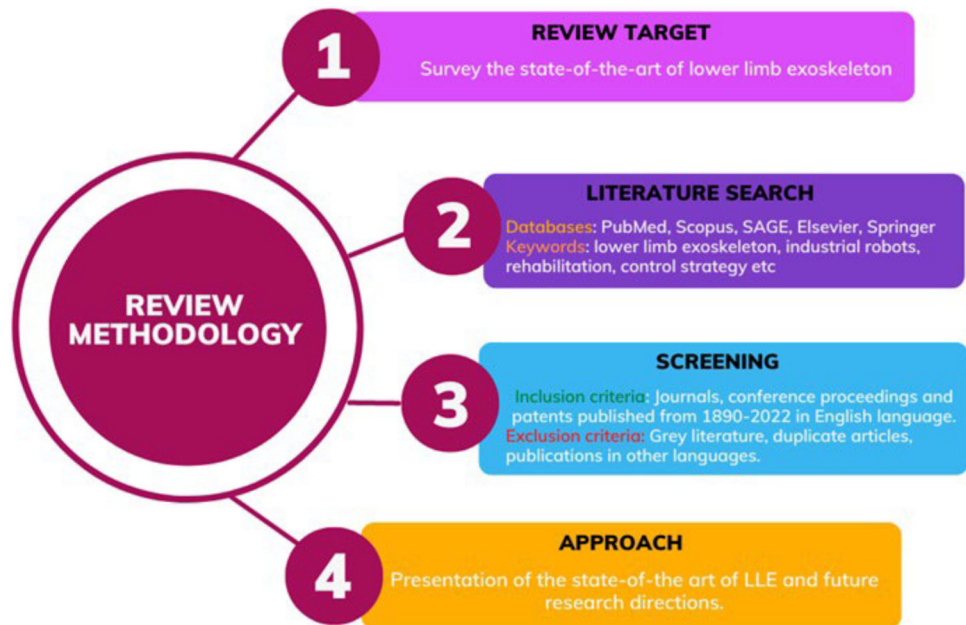 1
REVIEW TARGET
Survey the state-of-the-art of lower limb exoskeleton
2
LITERATURE SEARCH
Databases: PubMed, Scopus, SAGE, Elsevier, Springer
Keywords: lower limb exoskeleton, industrial robots,
rehabilitation, control strategy etc
REVIEW
METHODOLOGY
3
SCREENING
Inclusion criteria: Journals, conference proceedings and
patents published from 1890-2022 in English language.
Exclusion criteria: Grey literature, duplicate articles,
publications in other languages.
4
APPROACH
Presentation of the state-of-the art of LLE and future
research directions.